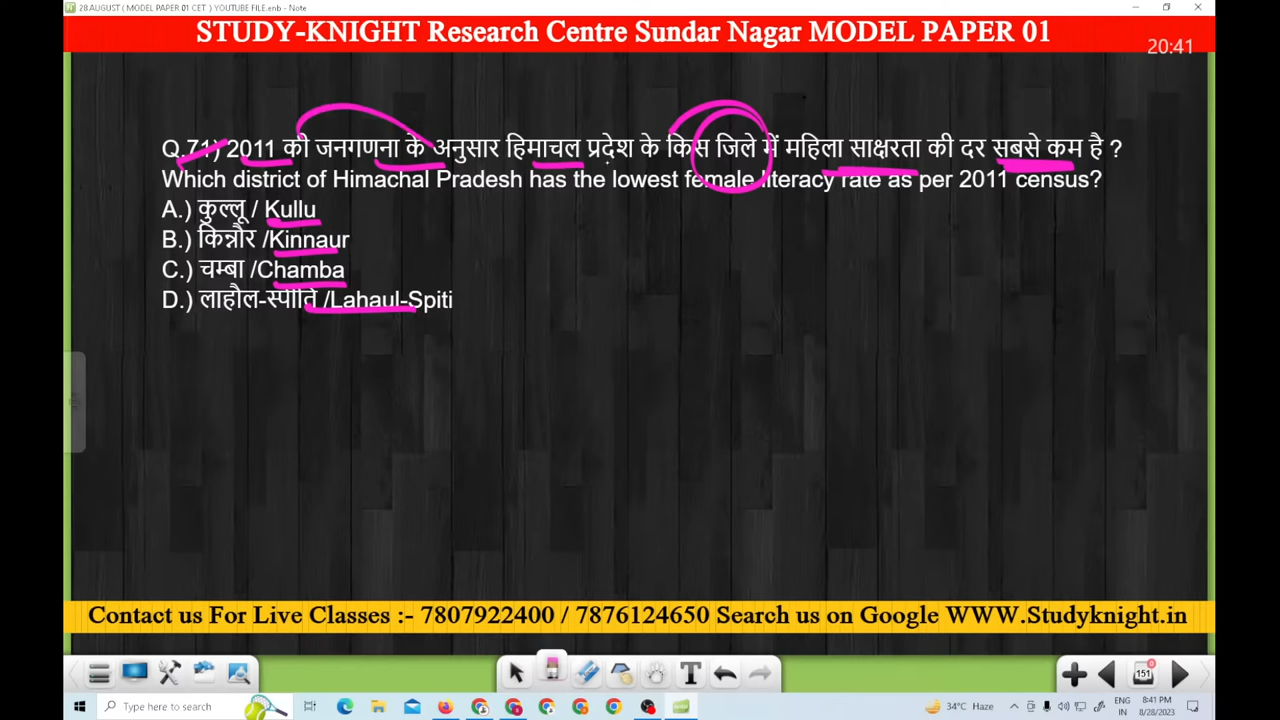 28 AUGUST ( MODEL PAPER 01 CET ) YOUTUBE FILE.enb - Note
STUDY-KNIGHT Research Centre Sundar Nagar MODEL PAPER 01
20:41
Q.71) 2011 की जनगणना के अनुसार हिमाचल प्रदेश के किस जिले में महिला साक्षरता की दर सबसे कम है ?
Which district of Himachal Pradesh has the lowest female literacy rate as per 2011 census?
A.) कुल्लू / Kullu
B.) किन्नौर /Kinnaur
C.) चम्बा /Chamba
D.) लाहौल-स्पीति /Lahaul-Spiti
Contact us For Live Classes :- 7807922400 / 7876124650 Search us on Google WWW.Studyknight.in
T
151
0
Type here to search
34°C Haze
ENG
IN
8:41 PM
8/28/2023